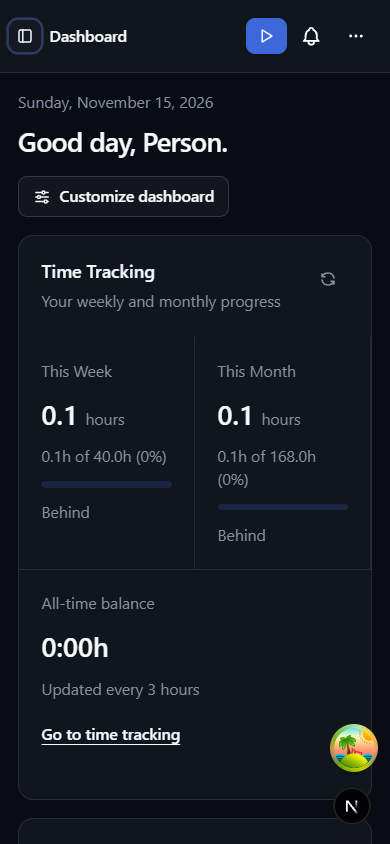 Dashboard
Sunday, November 15, 2026
Good day, Person.
Customize dashboard
Time Tracking
Your weekly and monthly progress
This Week
0.1 hours
0.1h of 40.0h (0%)
Behind
This Month
0.1 hours
0.1h of 168.0h
(0%)
Behind
All-time balance
0:00h
Updated every 3 hours
Go to time tracking
N